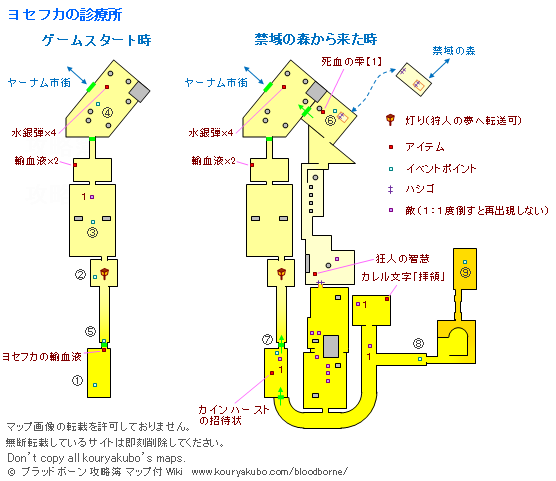 ヨセフカの診療所
ゲームスタート時
禁域の森から来た時
死血の雫【1】
ヤーナム市街
ヤーナム市街
禁域の森
④
⑥
水銀弾×4
水銀弾×4
灯り(狩人の夢へ転送可)
輸血液×2
輸血液×2
アイテム
イベントポイント
ハシゴ
敵(1:1度倒すと再出現しない)
1
③
②
狂人の智慧
カレル文字「拝領」
⑨
1
⑤
⑦
1
⑧
ヨセフカの輸血液
①
1
カインハースト
の招待状
マップ画像の転載を許可しておりません。
無断転載しているサイトは即刻削除してください。
Don't copy all kouryakubo's maps.
© ブラッドボーン攻略簿 マップ付 Wiki www.kouryakubo.com/bloodborne/